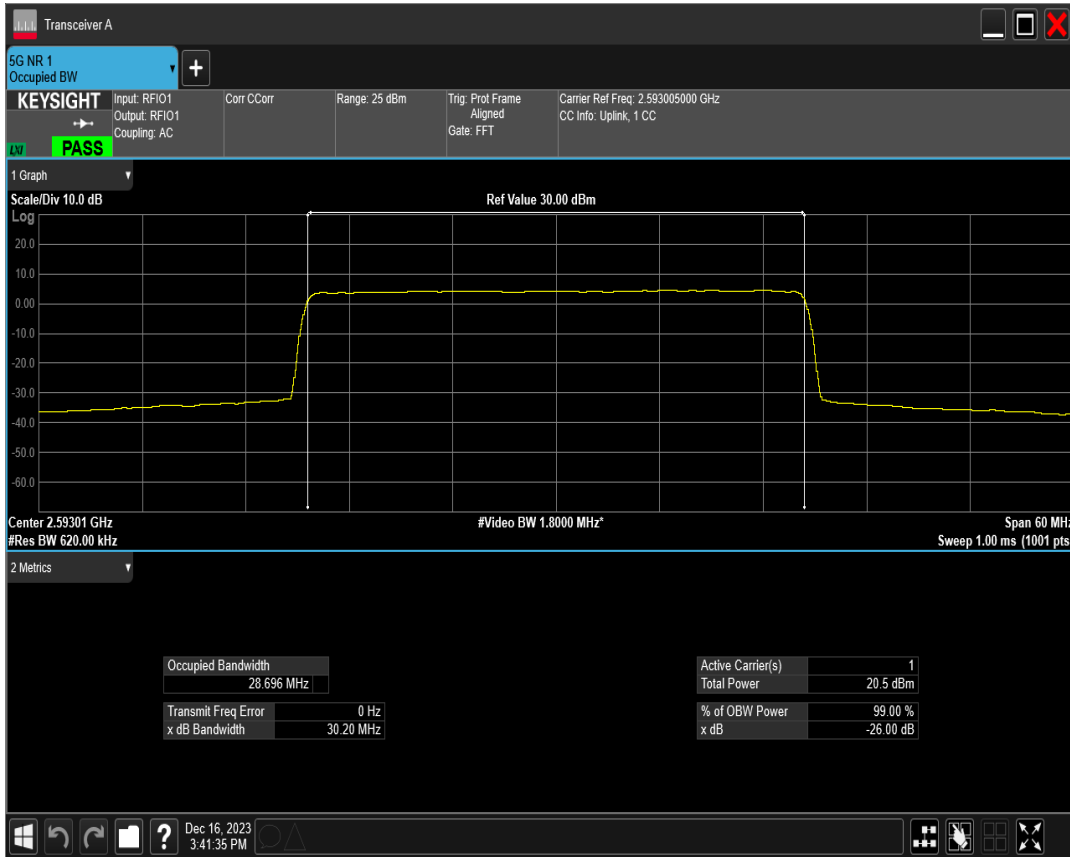 Transceiver A
5G NR 1
Occupied BW
+
KEYSIGHT
LXI
PASS
Input: RFIO1
Output: RFIO1
Coupling: AC
Corr CCorr
Range: 25 dBm
Trig: Prot Frame
Aligned
Gate: FFT
Carrier Ref Freq: 2.593005000 GHz
CC Info: Uplink, 1 CC
1 Graph
Scale/Div 10.0 dB
Ref Value 30.00 dBm
Log
20.0
10.0
0.00
-10.0
-20.0
-30.0
-40.0
-50.0
-60.0
Center 2.59301 GHz
#Video BW 1.8000 MHz*
Span 60 MHz
#Res BW 620.00 kHz
Sweep 1.00 ms (1001 pts
2 Metrics
Occupied Bandwidth
28.696 MHz
Transmit Freq Error 0 Hz
x dB Bandwidth 30.20 MHz
Active Carrier(s) 1
Total Power 20.5 dBm
% of OBW Power 99.00 %
x dB -26.00 dB
?
Dec 16, 2023
3:41:35 PM